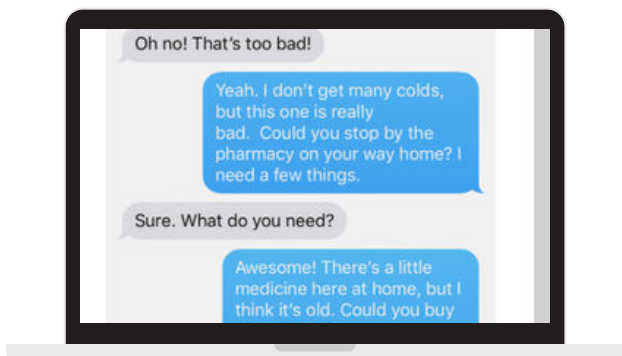 Oh no! That's too bad!
Yeah. I don't get many colds,
but this one is really
bad.  Could you stop by the
pharmacy on your way home? I
need a few things.
Sure. What do you need?
Awesome! There's a little
medicine here at home, but I
think it's old. Could you buy